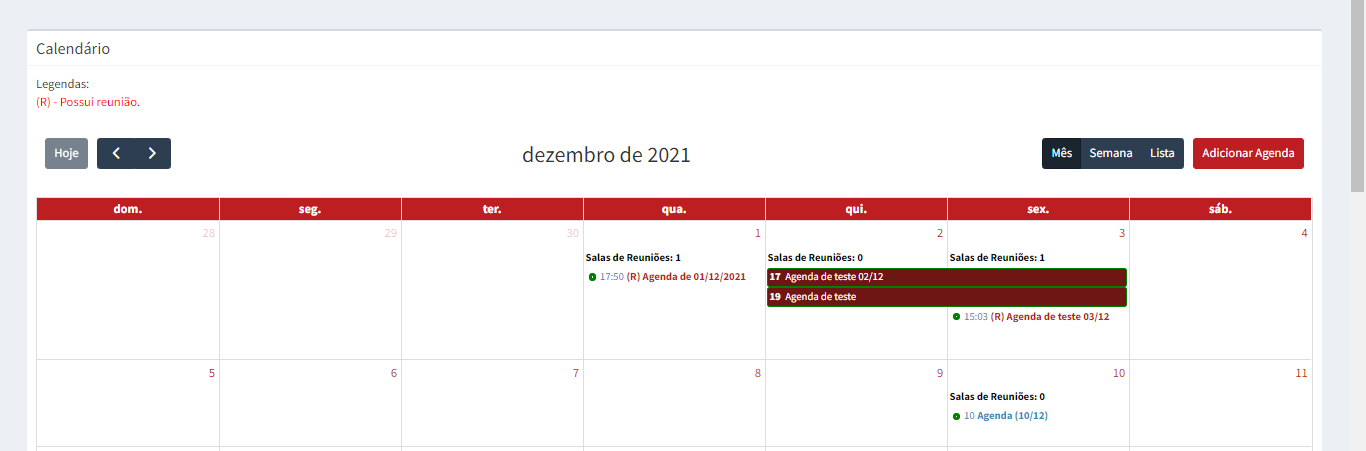 Calendário
Legendas:
(R) - Possui reunião.
Hoje
dezembro de 2021
Mês Semana Lista Adicionar Agenda
dom. seg. ter. qua. qui. sex. sáb.
28 29 30 1 2 3 4
Salas de Reuniões: 1 Salas de Reuniões: 0 Salas de Reuniões: 1
17:50 (R) Agenda de 01/12/2021 17 Agenda de teste 02/12
19 Agenda de teste
15:03 (R) Agenda de teste 03/12
5 6 7 8 9 10 11
Salas de Reuniões: 0
10 Agenda (10/12)